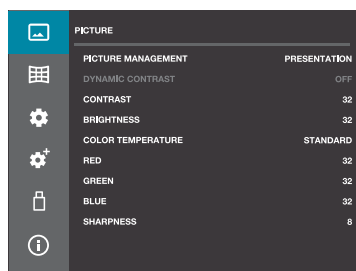 PICTURE
PICTURE MANAGEMENT PRESENTATION
DYNAMIC CONTRAST OFF
CONTRAST 32
BRIGHTNESS 32
COLOR TEMPERATURE STANDARD
RED 32
GREEN 32
BLUE 32
SHARPNESS 8